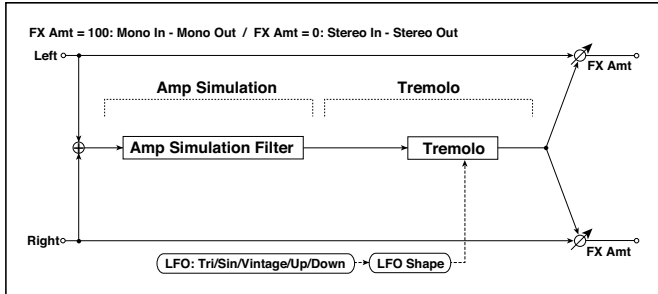 FX Amt = 100: Mono In - Mono Out / FX Amt = 0: Stereo In - Stereo Out
Left
FX Amt
Amp Simulation
Tremolo
Amp Simulation Filter
Tremolo
Right
FX Amt
LFO: Tri/Sin/Vintage/Up/Down
LFO Shape